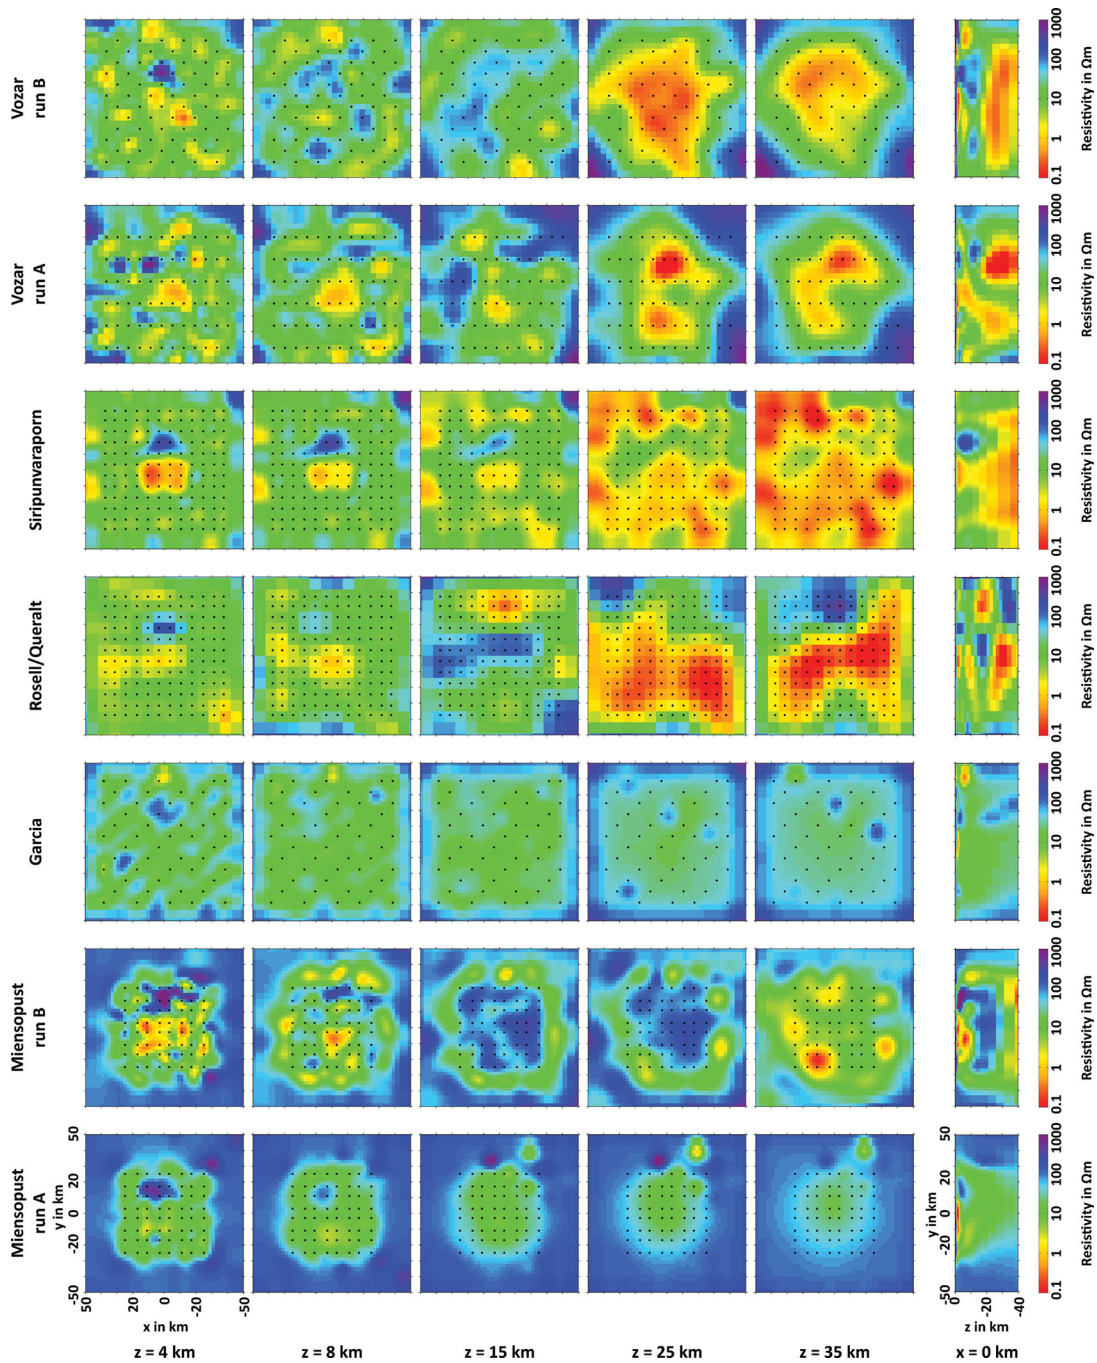 Vozar
run B
0.1 1 10 100 1000
Resistivity in Ωm
Vozar
run A
0.1 1 10 100 1000
Resistivity in Ωm
Siripunvaraporn
0.1 1 10 100 1000
Resistivity in Ωm
Rosell/Queralt
0.1 1 10 100 1000
Resistivity in Ωm
Garcia
0.1 1 10 100 1000
Resistivity in Ωm
Miensopust
run B
0.1 1 10 100 1000
Resistivity in Ωm
Miensopust
run A
y in km
-50 -20 0 20 50
50 20 0 -20 -50
x in km
y in km
-50 -20 0 20 50
0 -20 -40
z in km
0.1 1 10 100 1000
Resistivity in Ωm
z = 4 km
z = 8 km
z = 15 km
z = 25 km
z = 35 km
x = 0 km